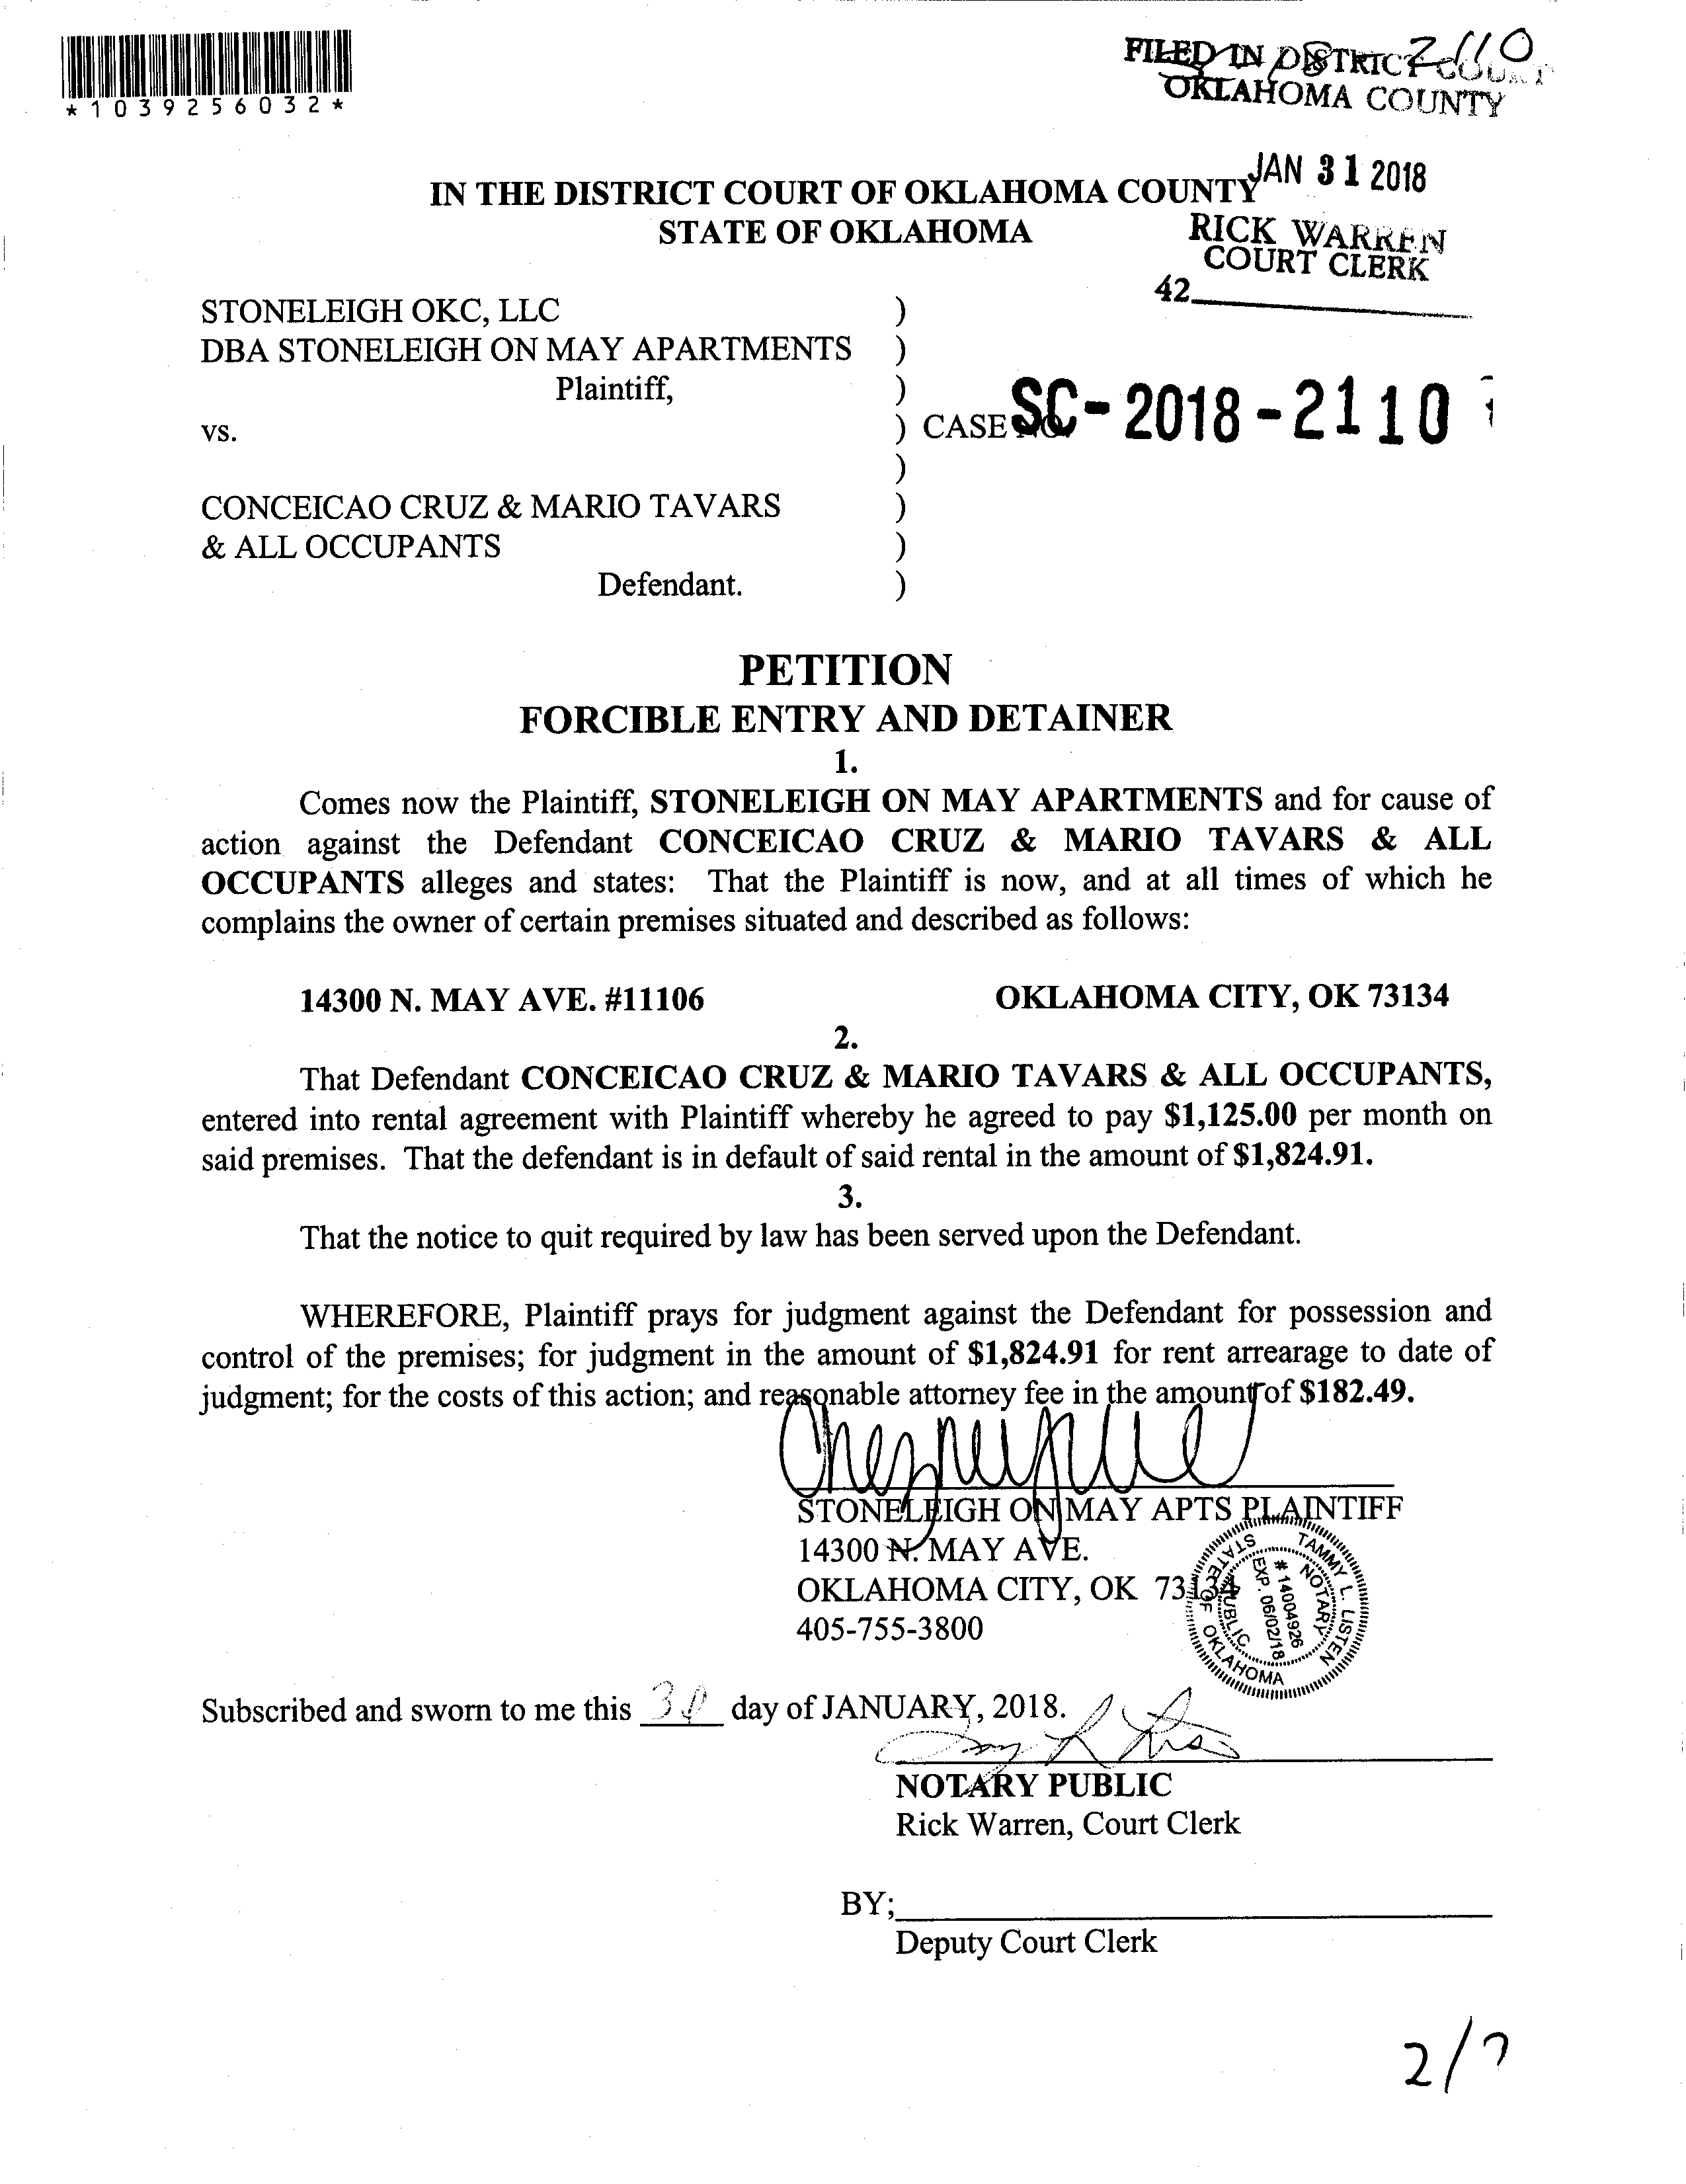 *1039256032*
2110
FILED IN DISTRICT COURT
OKLAHOMA COUNTY
JAN 31 2018
RICK WARREN
COURT CLERK
42
IN THE DISTRICT COURT OF OKLAHOMA COUNTY
STATE OF OKLAHOMA
STONELEIGH OKC, LLC )
DBA STONELEIGH ON MAY APARTMENTS )
Plaintiff, )
vs. ) CASE NO. SC-2018-2110
)
CONCEICAO CRUZ & MARIO TAVARS )
& ALL OCCUPANTS )
Defendant. )
PETITION
FORCIBLE ENTRY AND DETAINER
1.
Comes now the Plaintiff, STONELEIGH ON MAY APARTMENTS and for cause of
action against the Defendant CONCEICAO CRUZ & MARIO TAVARS & ALL
OCCUPANTS alleges and states: That the Plaintiff is now, and at all times of which he
complains the owner of certain premises situated and described as follows:
14300 N. MAY AVE. #11106 OKLAHOMA CITY, OK 73134
2.
That Defendant CONCEICAO CRUZ & MARIO TAVARS & ALL OCCUPANTS,
entered into rental agreement with Plaintiff whereby he agreed to pay $1,125.00 per month on
said premises. That the defendant is in default of said rental in the amount of $1,824.91.
3.
That the notice to quit required by law has been served upon the Defendant.
WHEREFORE, Plaintiff prays for judgment against the Defendant for possession and
control of the premises; for judgment in the amount of $1,824.91 for rent arrearage to date of
judgment; for the costs of this action; and reasonable attorney fee in the amount of $182.49.
STONELEIGH ON MAY APTS PLAINTIFF
14300 N. MAY AVE.
OKLAHOMA CITY, OK 73134
405-755-3800
TAMMY L. LISTEN
NOTARY
# 14004926
EXP. 06/02/18
PUBLIC
STATE OF OKLAHOMA
Subscribed and sworn to me this day of JANUARY, 2018.
NOTARY PUBLIC
Rick Warren, Court Clerk
BY;
Deputy Court Clerk